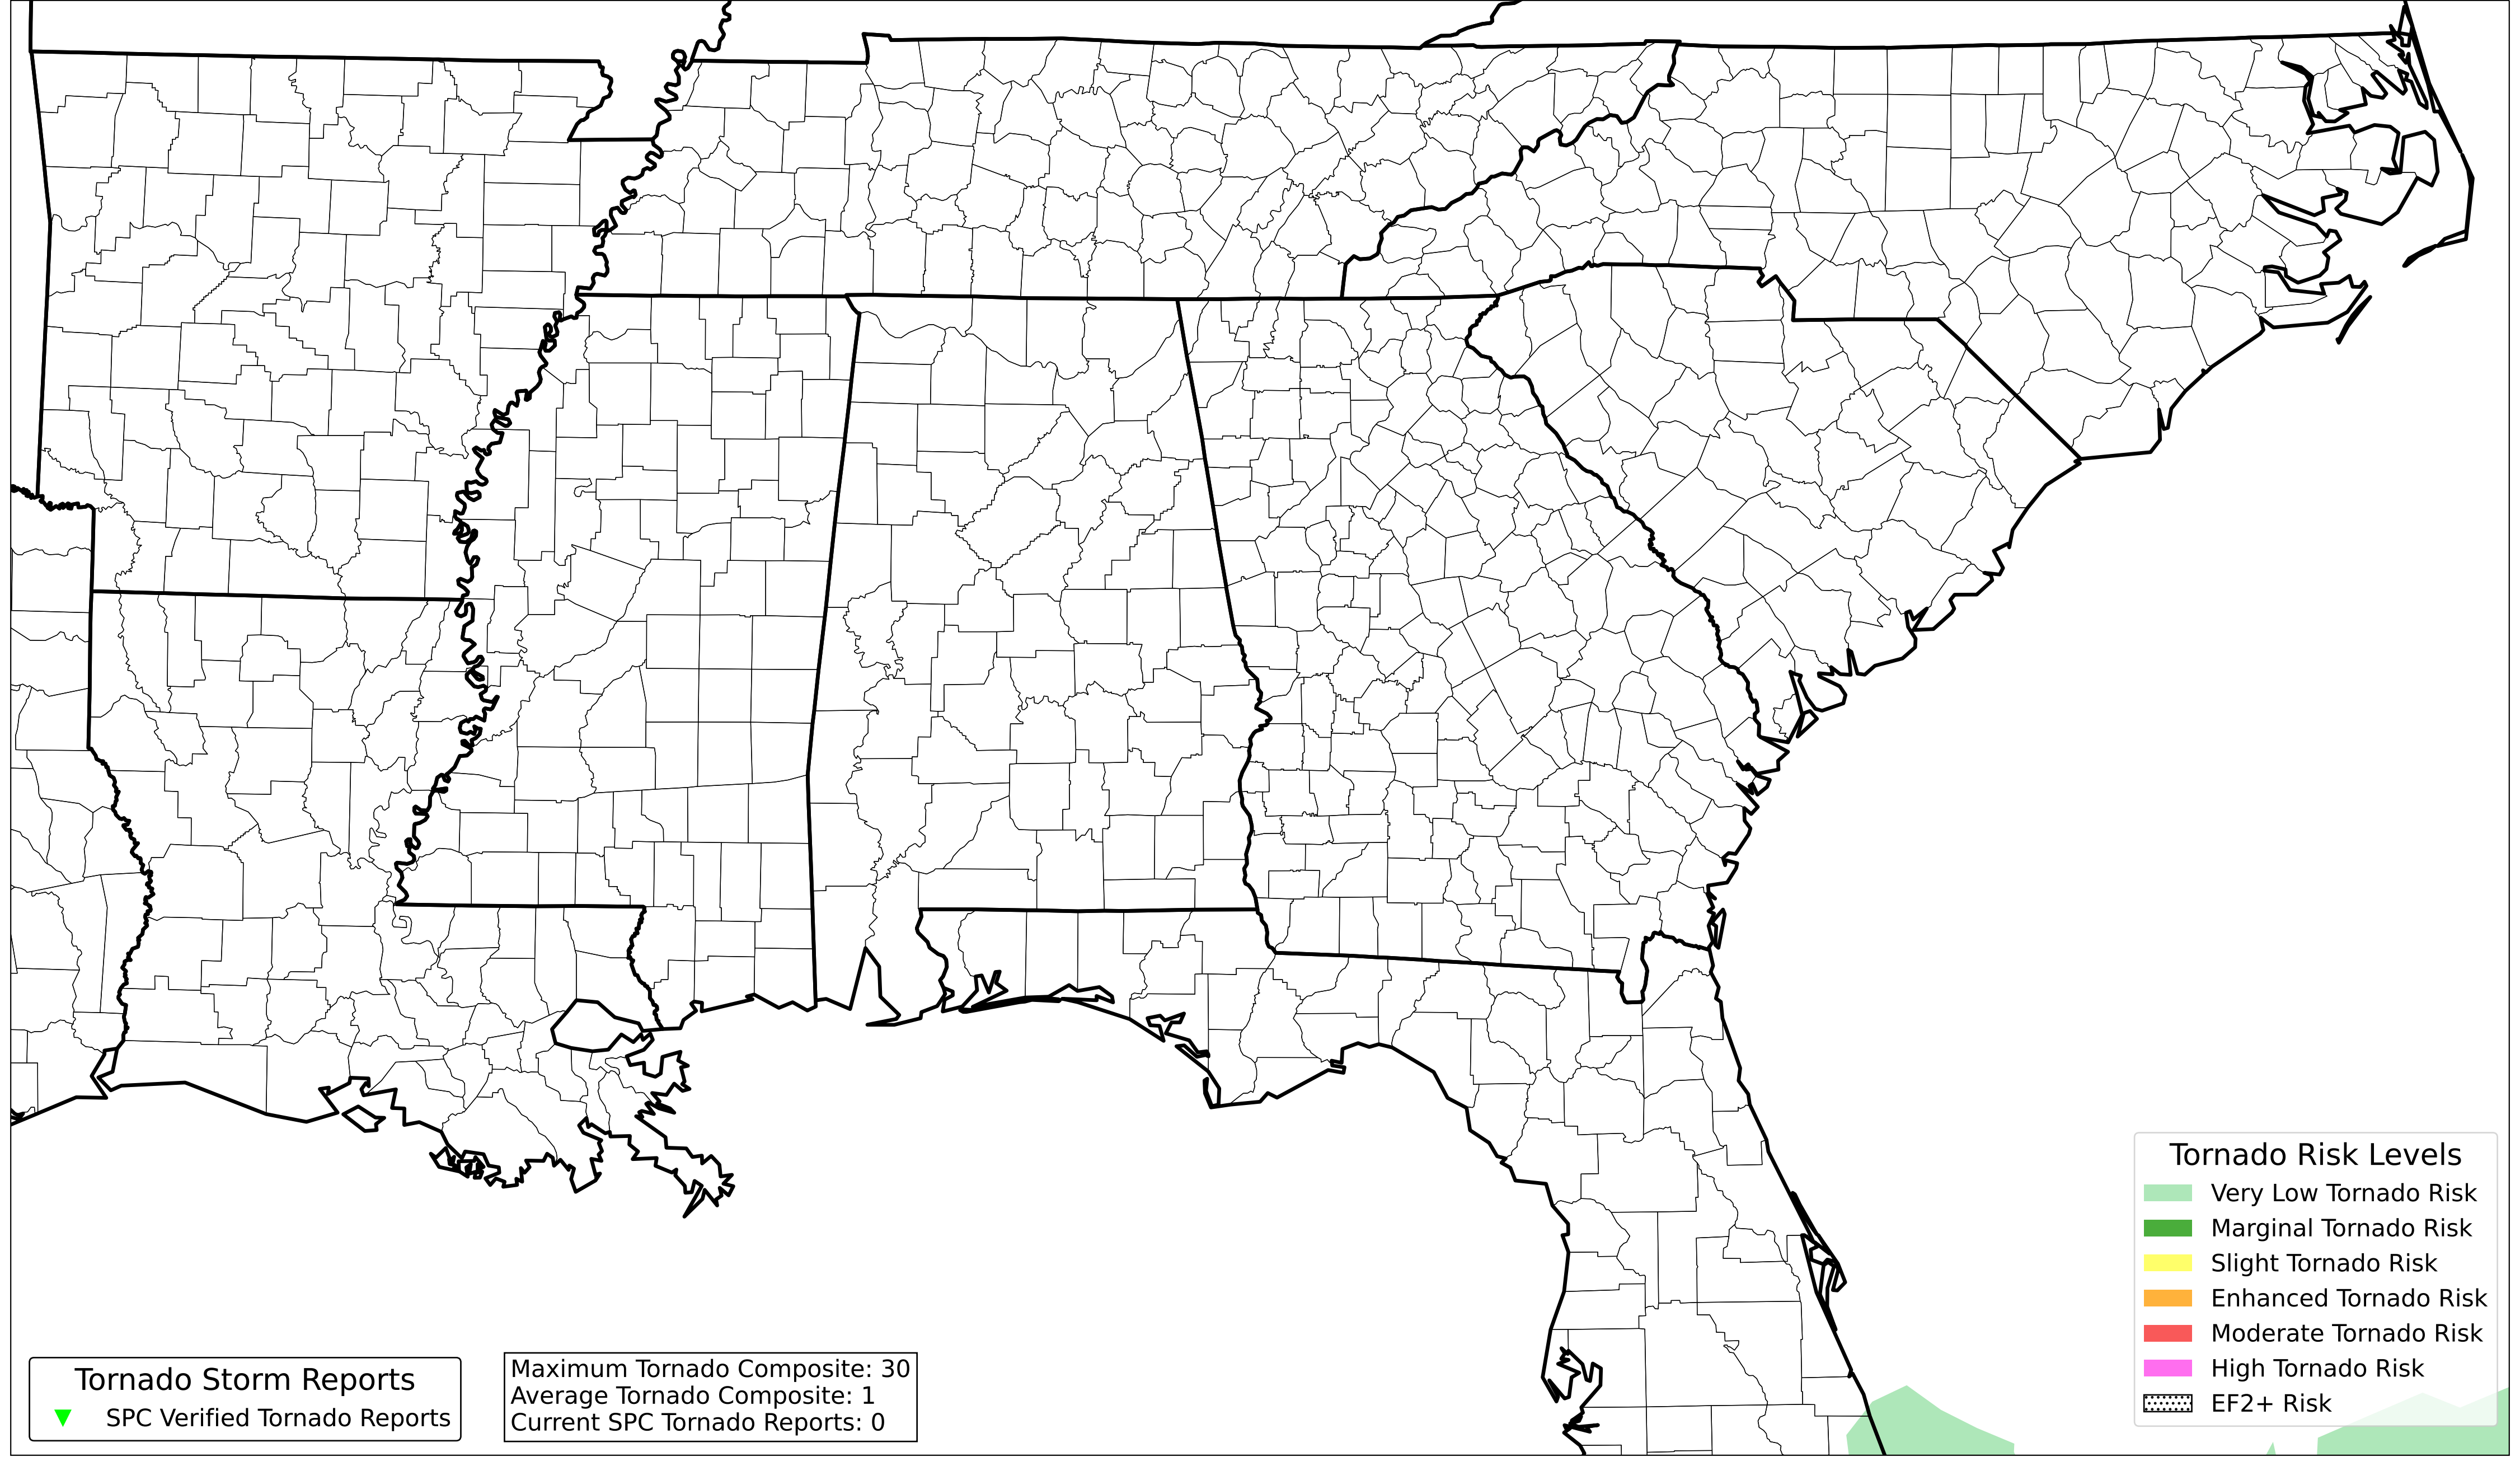 Tornado Risk Levels
Very Low Tornado Risk
Marginal Tornado Risk
Slight Tornado Risk
Enhanced Tornado Risk
Moderate Tornado Risk
High Tornado Risk
EF2+ Risk
Tornado Storm Reports
SPC Verified Tornado Reports
Maximum Tornado Composite: 30
Average Tornado Composite: 1
Current SPC Tornado Reports: 0